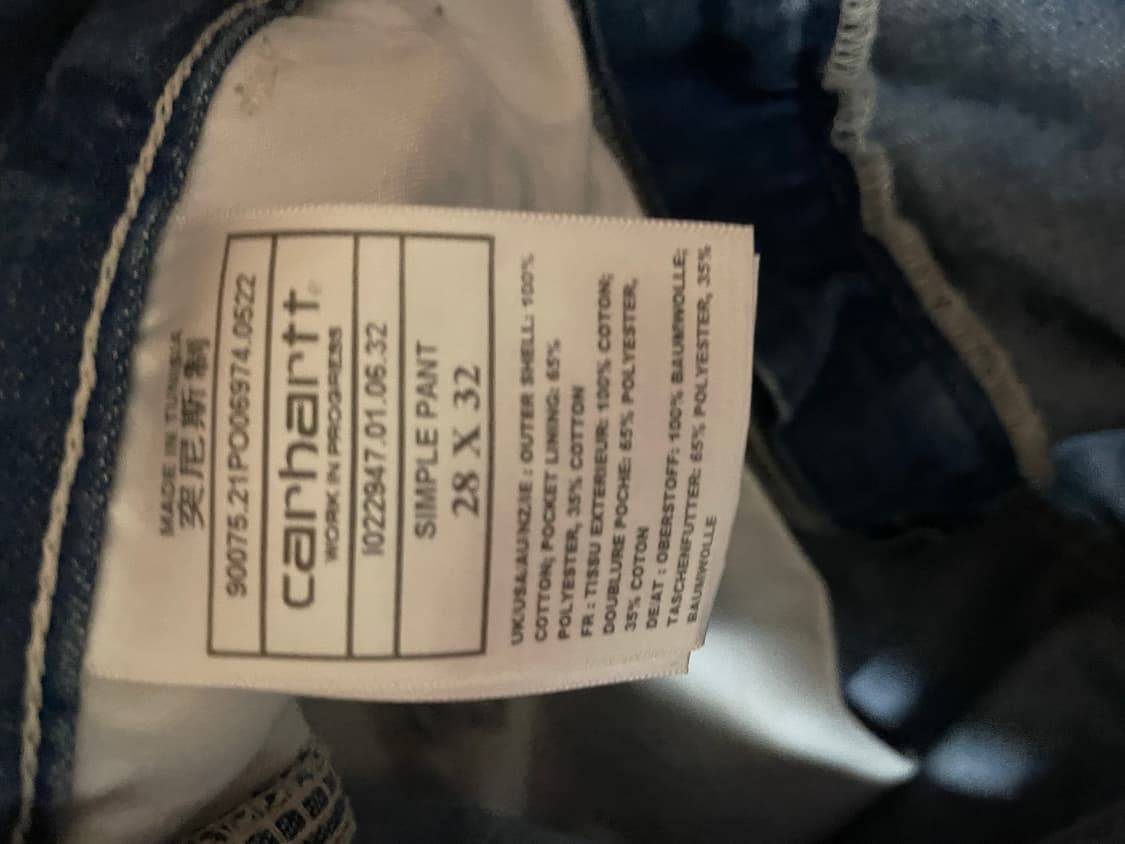 MADE IN TUNISIA
突尼斯制
90075.21PO06974.0522
carhartt
WORK IN PROGRESS
I022947.01.06.32
SIMPLE PANT
28 X 32
UK/USA/AU/NZ/IE : OUTER SHELL: 100%
COTTON; POCKET LINING: 65%
POLYESTER, 35% COTTON
FR : TISSU EXTERIEUR: 100% COTON;
DOUBLURE POCHE: 65% POLYESTER,
35% COTON
DE/AT : OBERSTOFF: 100% BAUMWOLLE;
TASCHENFUTTER: 65% POLYESTER, 35%
BAUMWOLLE